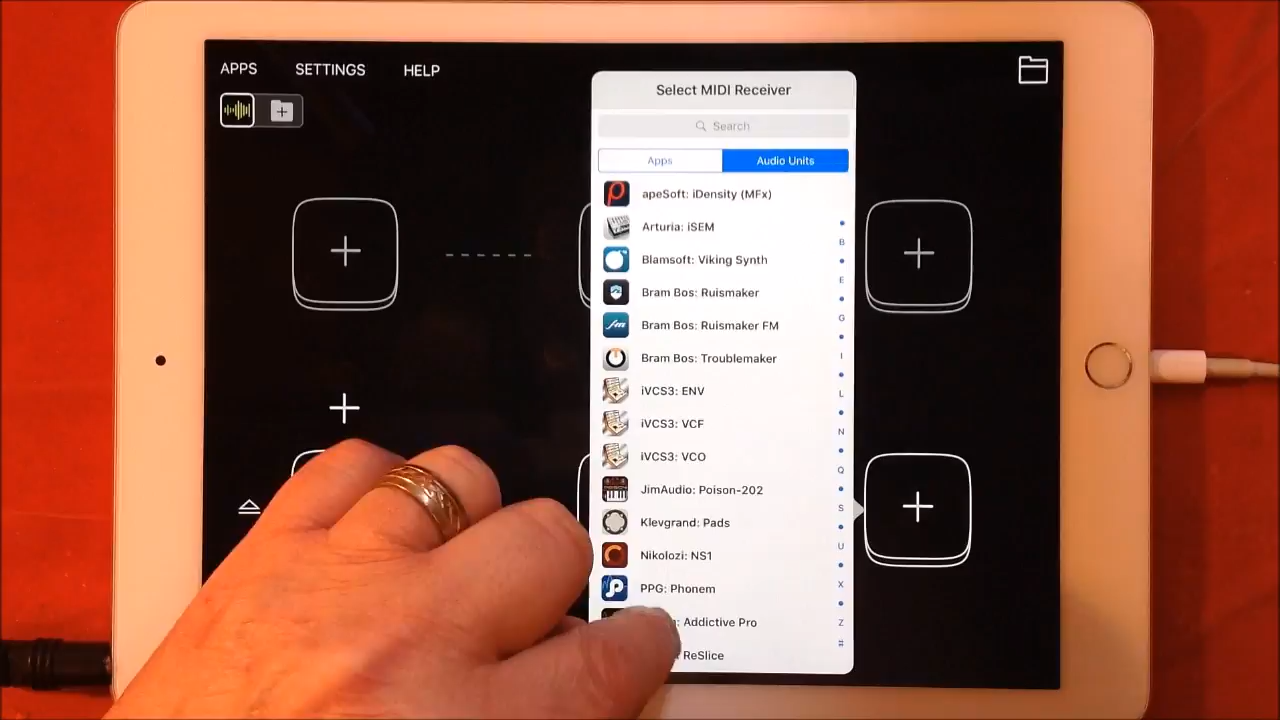 APPS SETTINGS HELP
Select MIDI Receiver
Search
Apps Audio Units
apeSoft: iDensity (MFx)
Arturia: iSEM
Blamsoft: Viking Synth
Bram Bos: Ruismaker
Bram Bos: Ruismaker FM
Bram Bos: Troublemaker
iVCS3: ENV
iVCS3: VCF
iVCS3: VCO
JimAudio: Poison-202
Klevgrand: Pads
Nikolozi: NS1
PPG: Phonem
: Addictive Pro
ReSlice
B
E
G
I
L
N
Q
S
U
X
Z
#